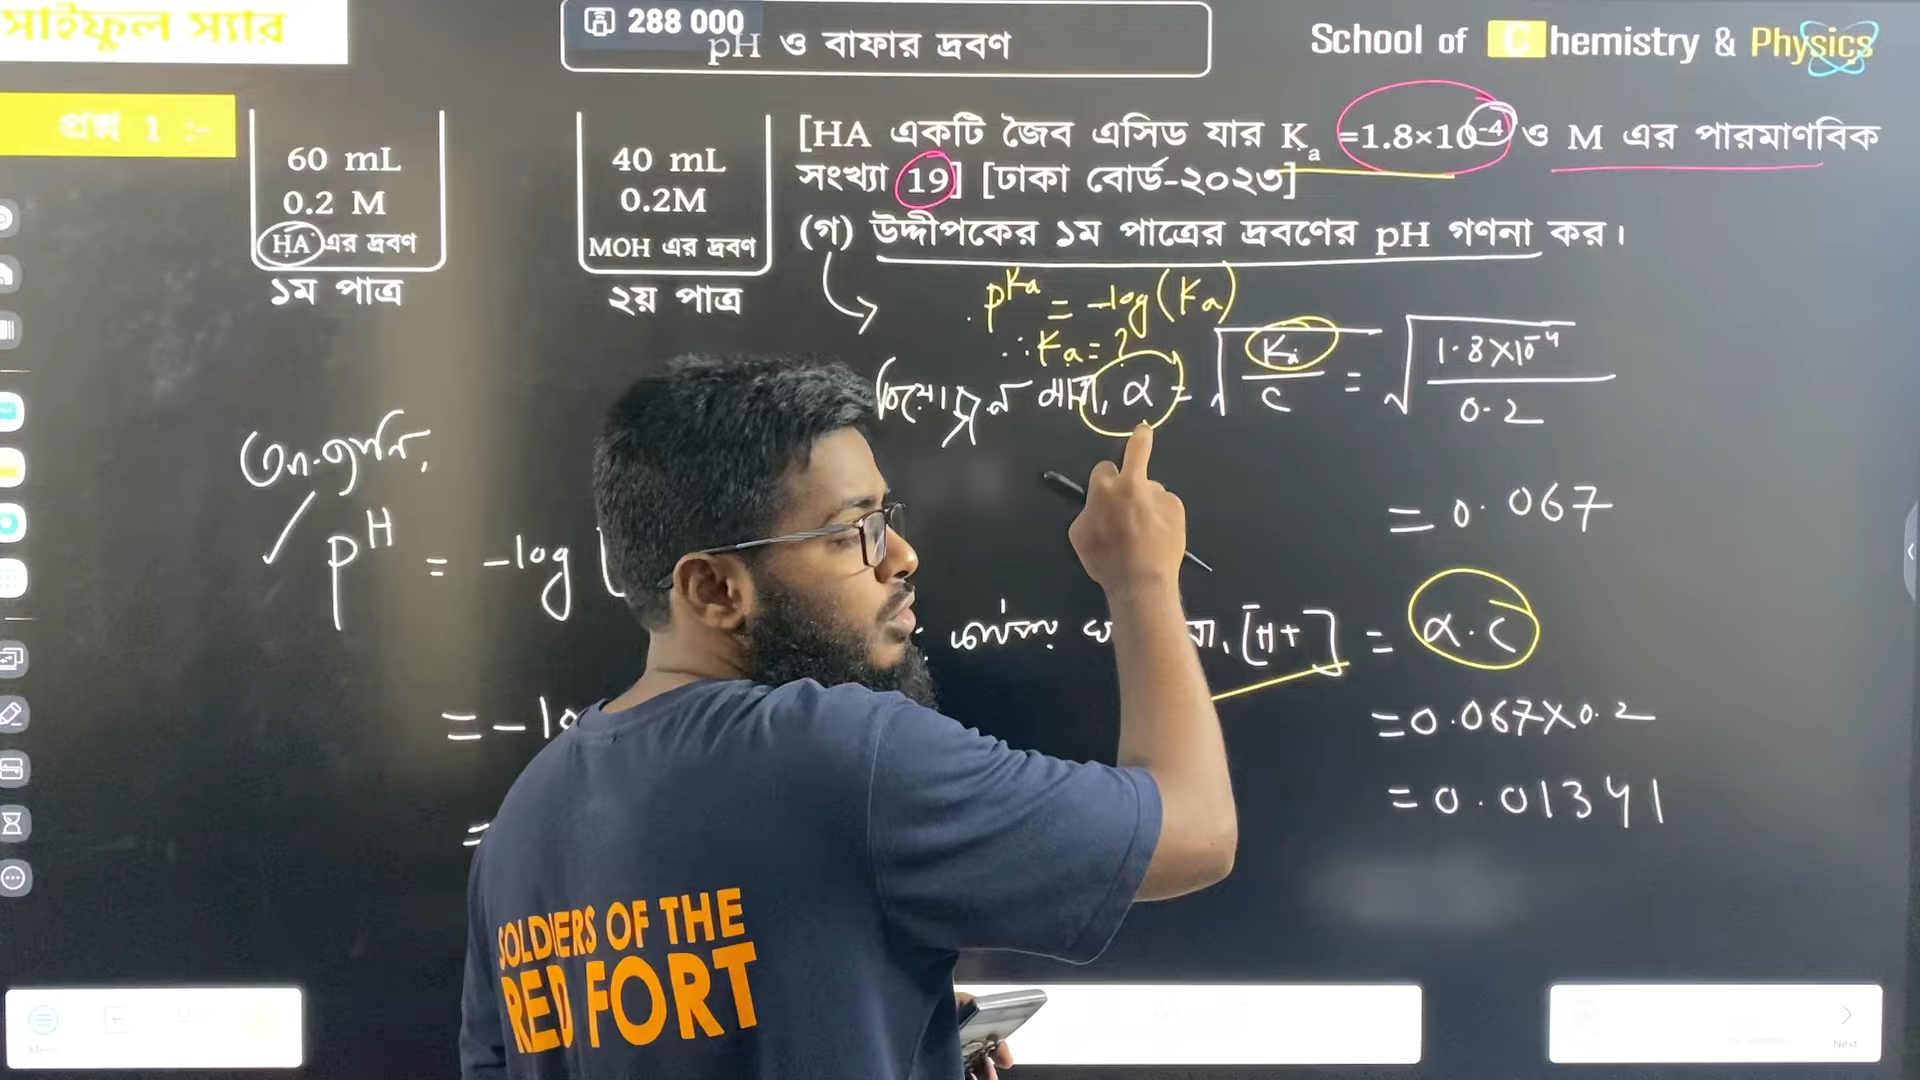 সাইফুল স্যার
288 000
pH ও বাফার দ্রবণ
School of Chemistry & Physics
প্রশ্ন 1 :-
60 mL
0.2 M
HA এর দ্রবণ
১ম পাত্র
40 mL
0.2M
MOH এর দ্রবণ
২য় পাত্র
[HA একটি জৈব এসিড যার Ka =1.8×10⁻⁴ ও M এর পারমাণবিক
সংখ্যা 19] [ঢাকা বোর্ড-২০২৩]
(গ) উদ্দীপকের ১ম পাত্রের দ্রবণের pH গণনা কর।
pKa = -log(Ka)
∴ Ka = ?
α = √Ka/C = √1.8×10⁻⁴/0.2
= 0.067
[H+] = α.C
= 0.067×0.2
= 0.01341
pH = -log [
= -lo
=
SOLDIERS OF THE
RED FORT
Next